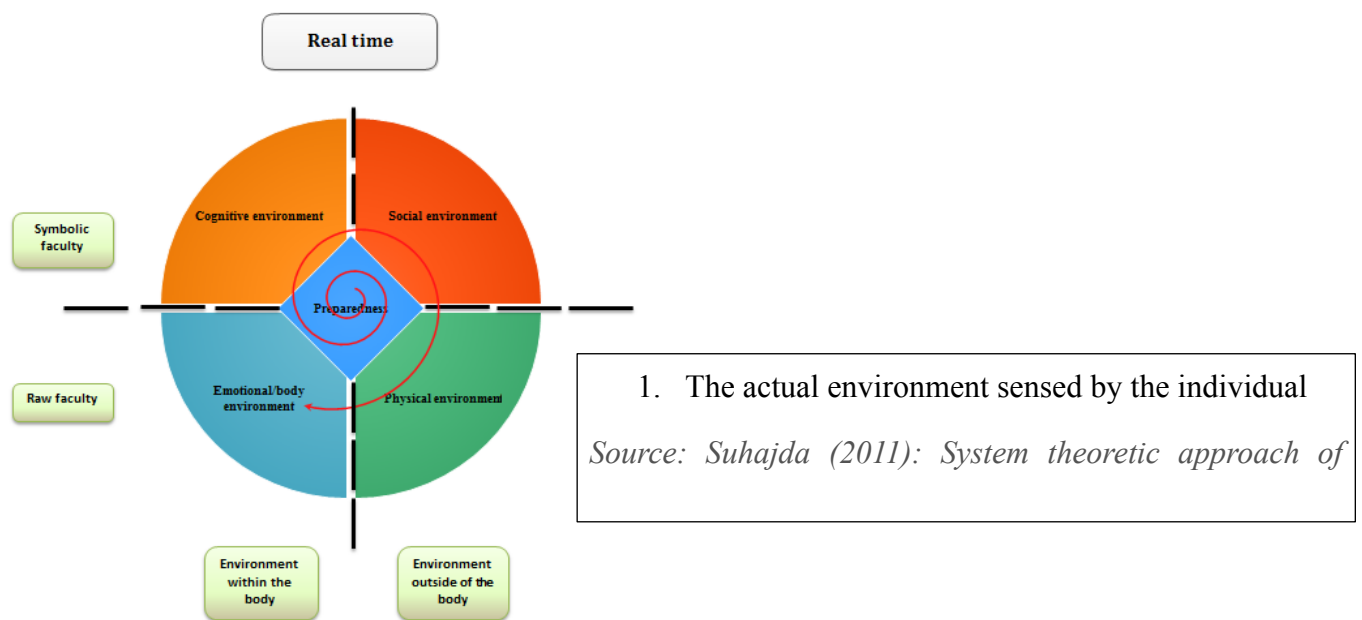 Real time
Cognitive environment
Social environment
Symbolic
faculty
Preparedness
Raw faculty
Emotional/body
environment
Physical environment
1. The actual environment sensed by the individual
Source: Suhajda (2011): System theoretic approach of
Environment
within the
body
Environment
outside of the
body